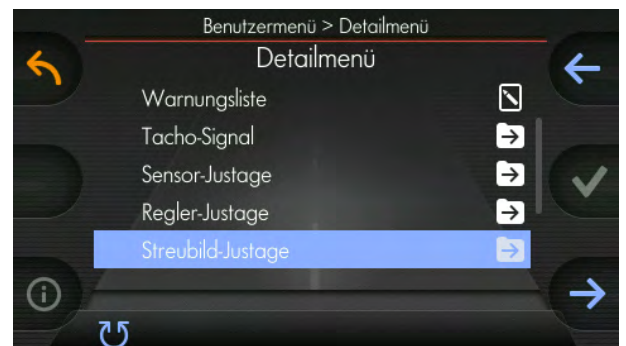 Benutzermenü > Detailmenü
Detailmenü
Warnungsliste
Tacho-Signal
Sensor-Justage
Regler-Justage
Streubild-Justage